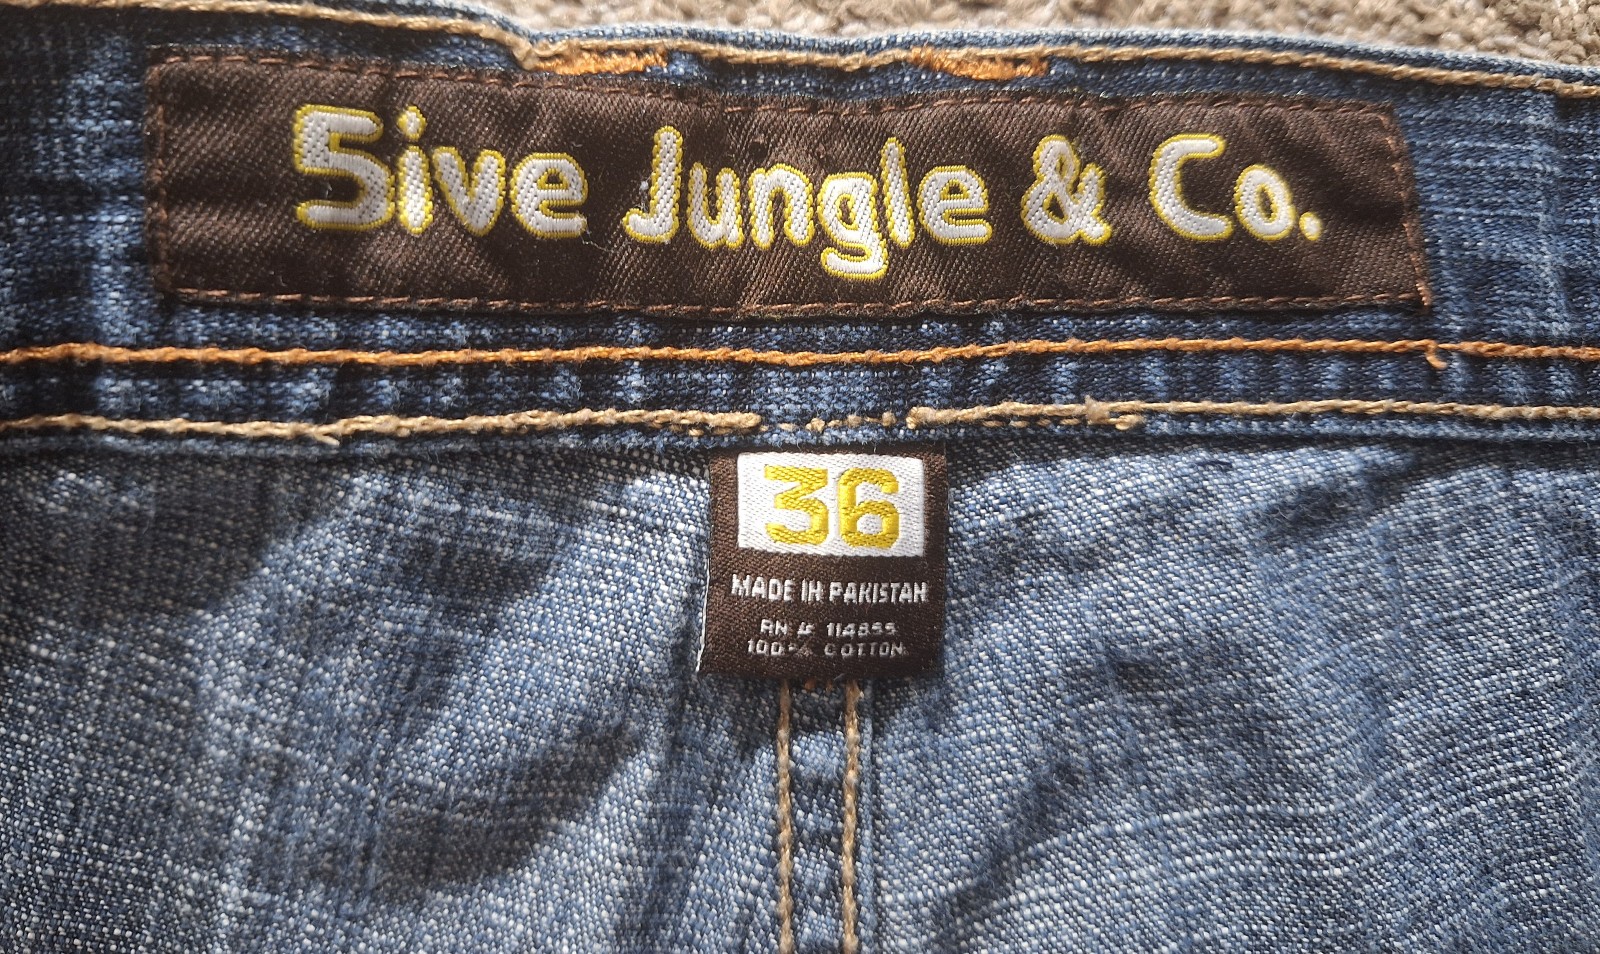 5ive Jungle & Co.
36
MADE IN PAKISTAN
RN # 114855
100% COTTON